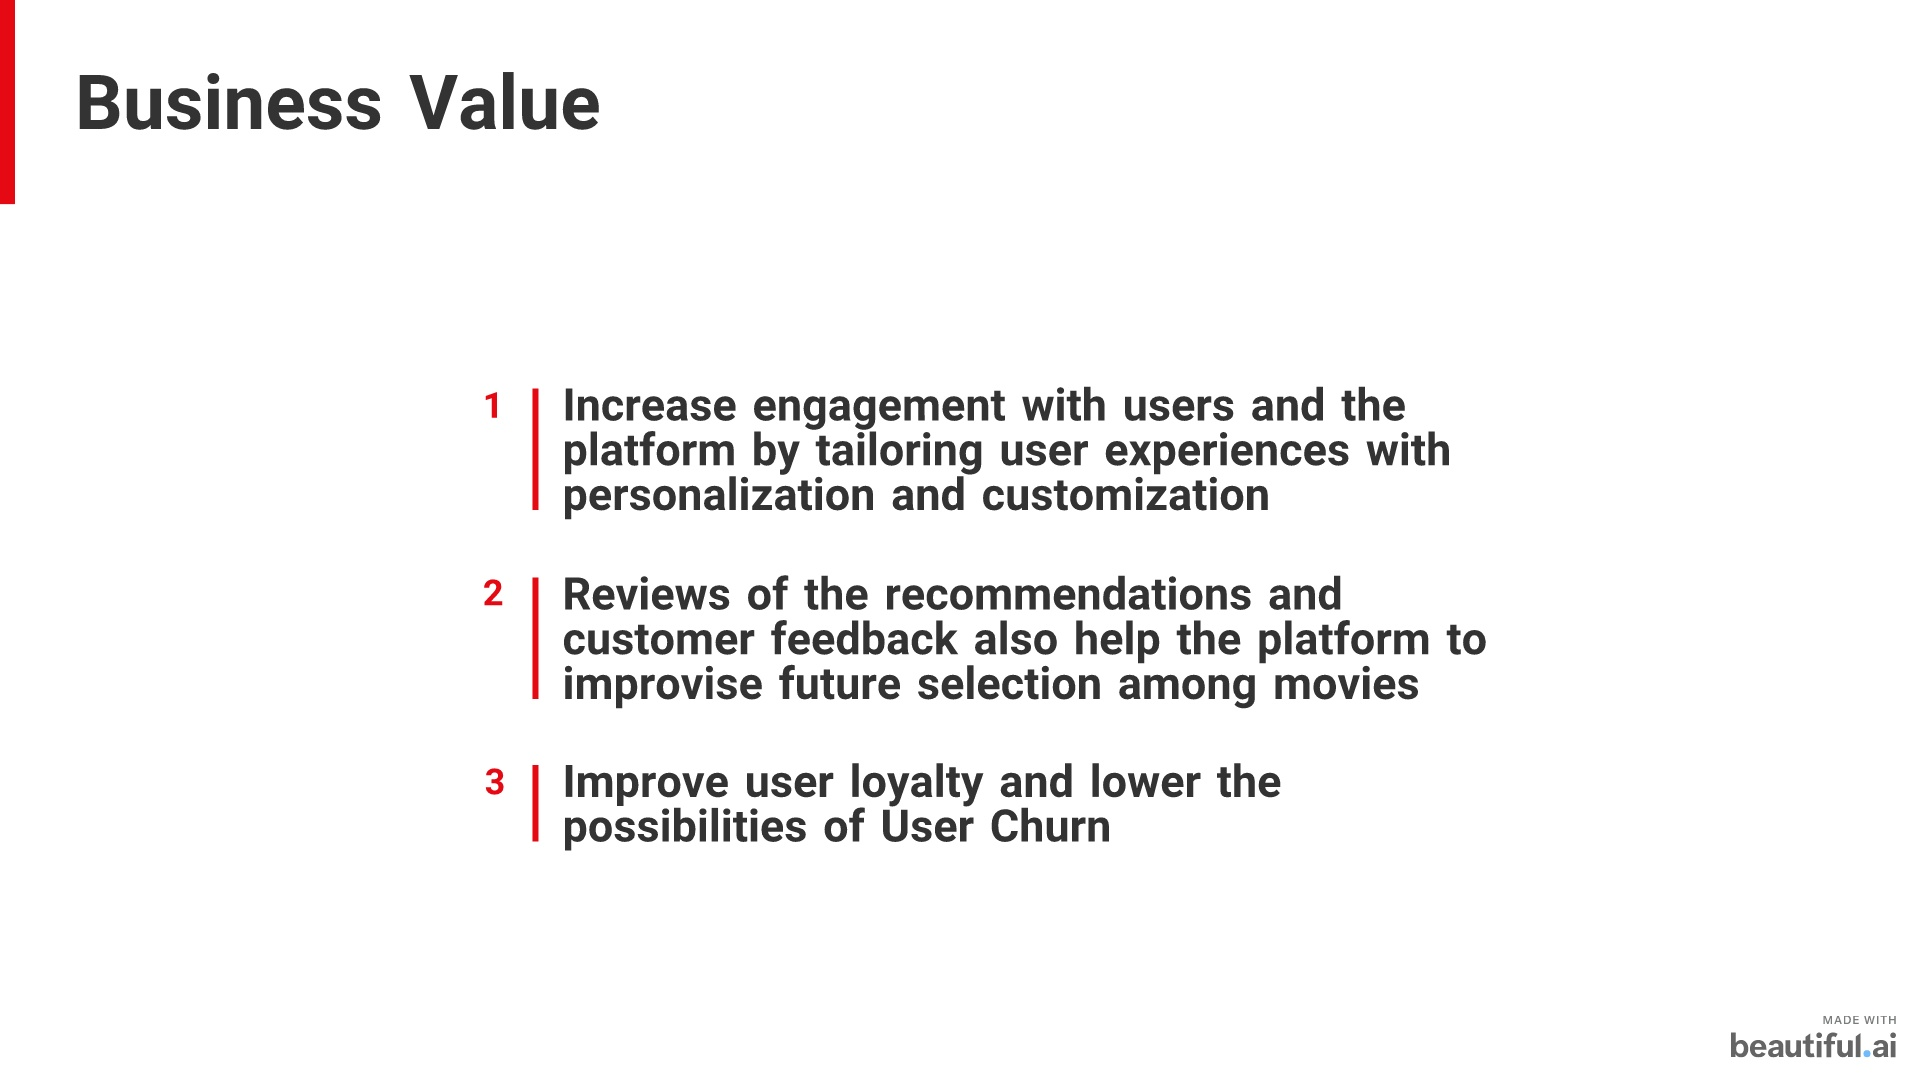 Business Value
1
Increase engagement with users and the
platform by tailoring user experiences with
personalization and customization
2
Reviews of the recommendations and
customer feedback also help the platform to
improvise future selection among movies
3
Improve user loyalty and lower the
possibilities of User Churn
MADE WITH
beautiful.ai